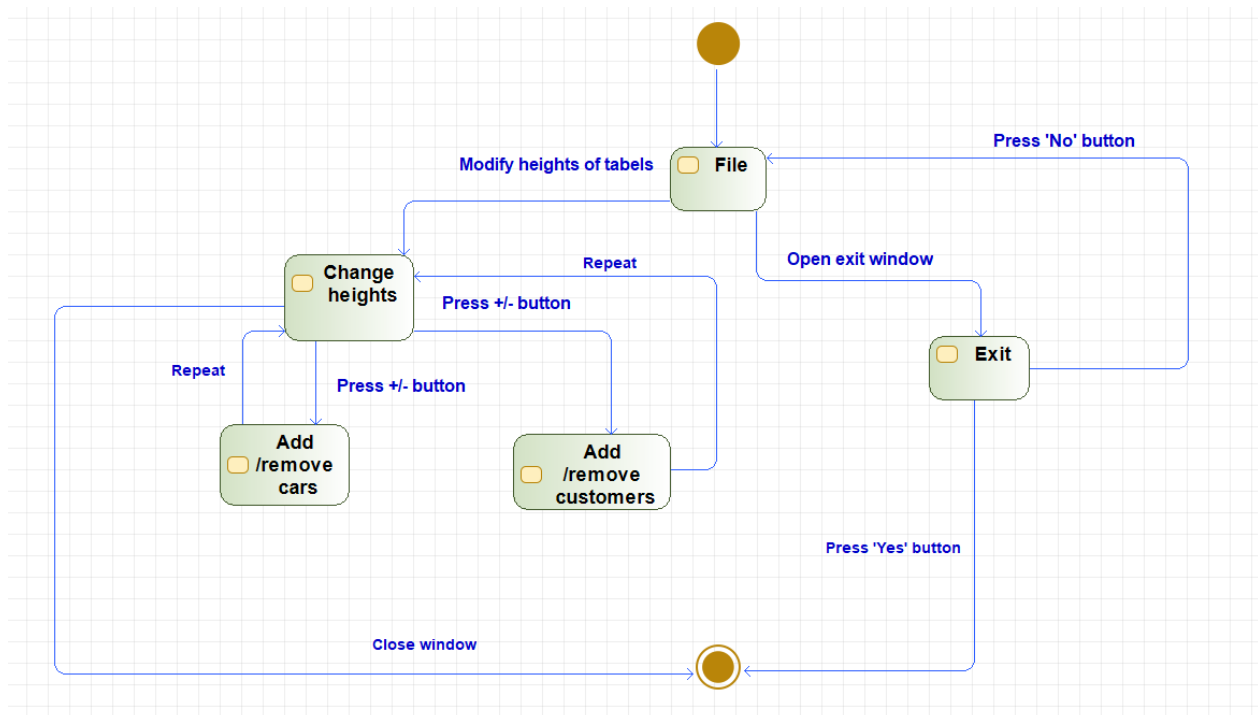 Press 'No' button
Modify heights of tabels
File
Open exit window
Repeat
Change
heights
Press +/- button
Exit
Repeat
Press +/- button
Add
/remove
cars
Add
/remove
customers
Press 'Yes' button
Close window